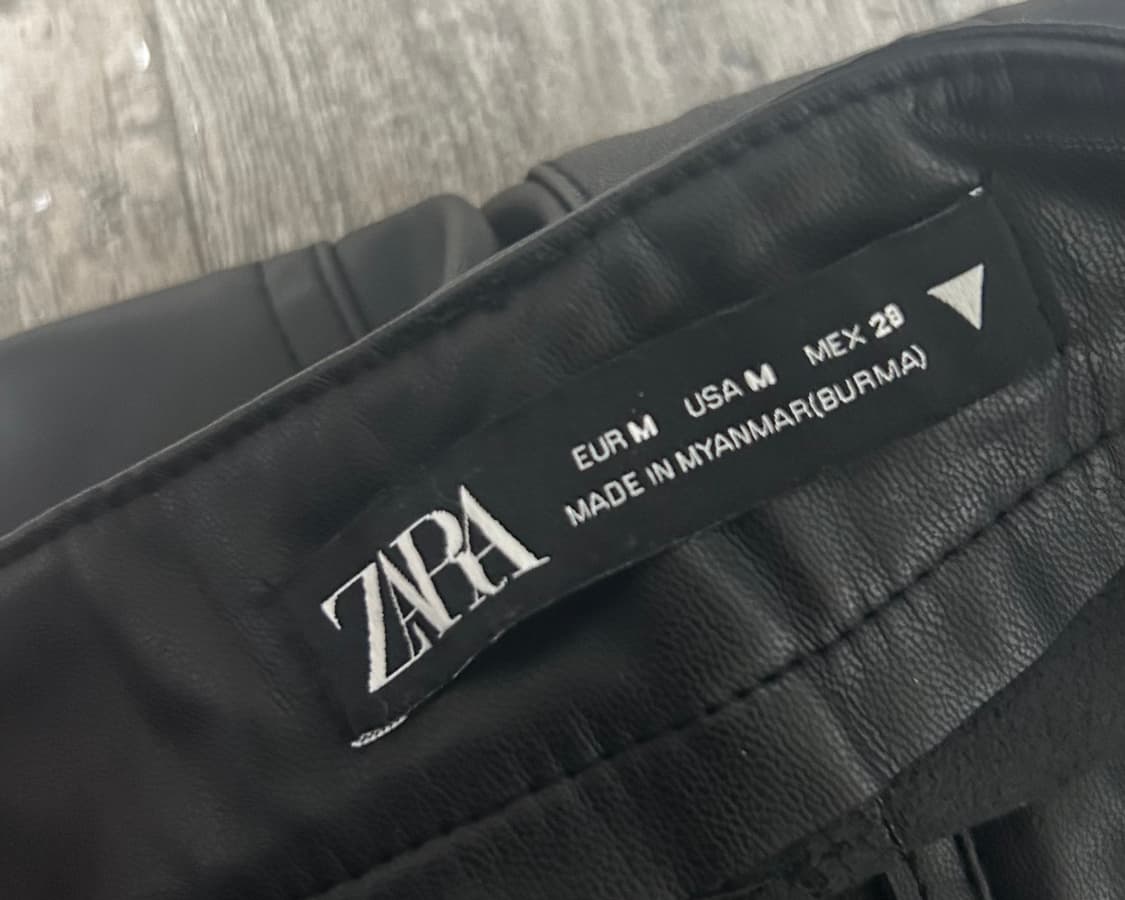 ZARA
EUR M USA M MEX 28
MADE IN MYANMAR(BURMA)